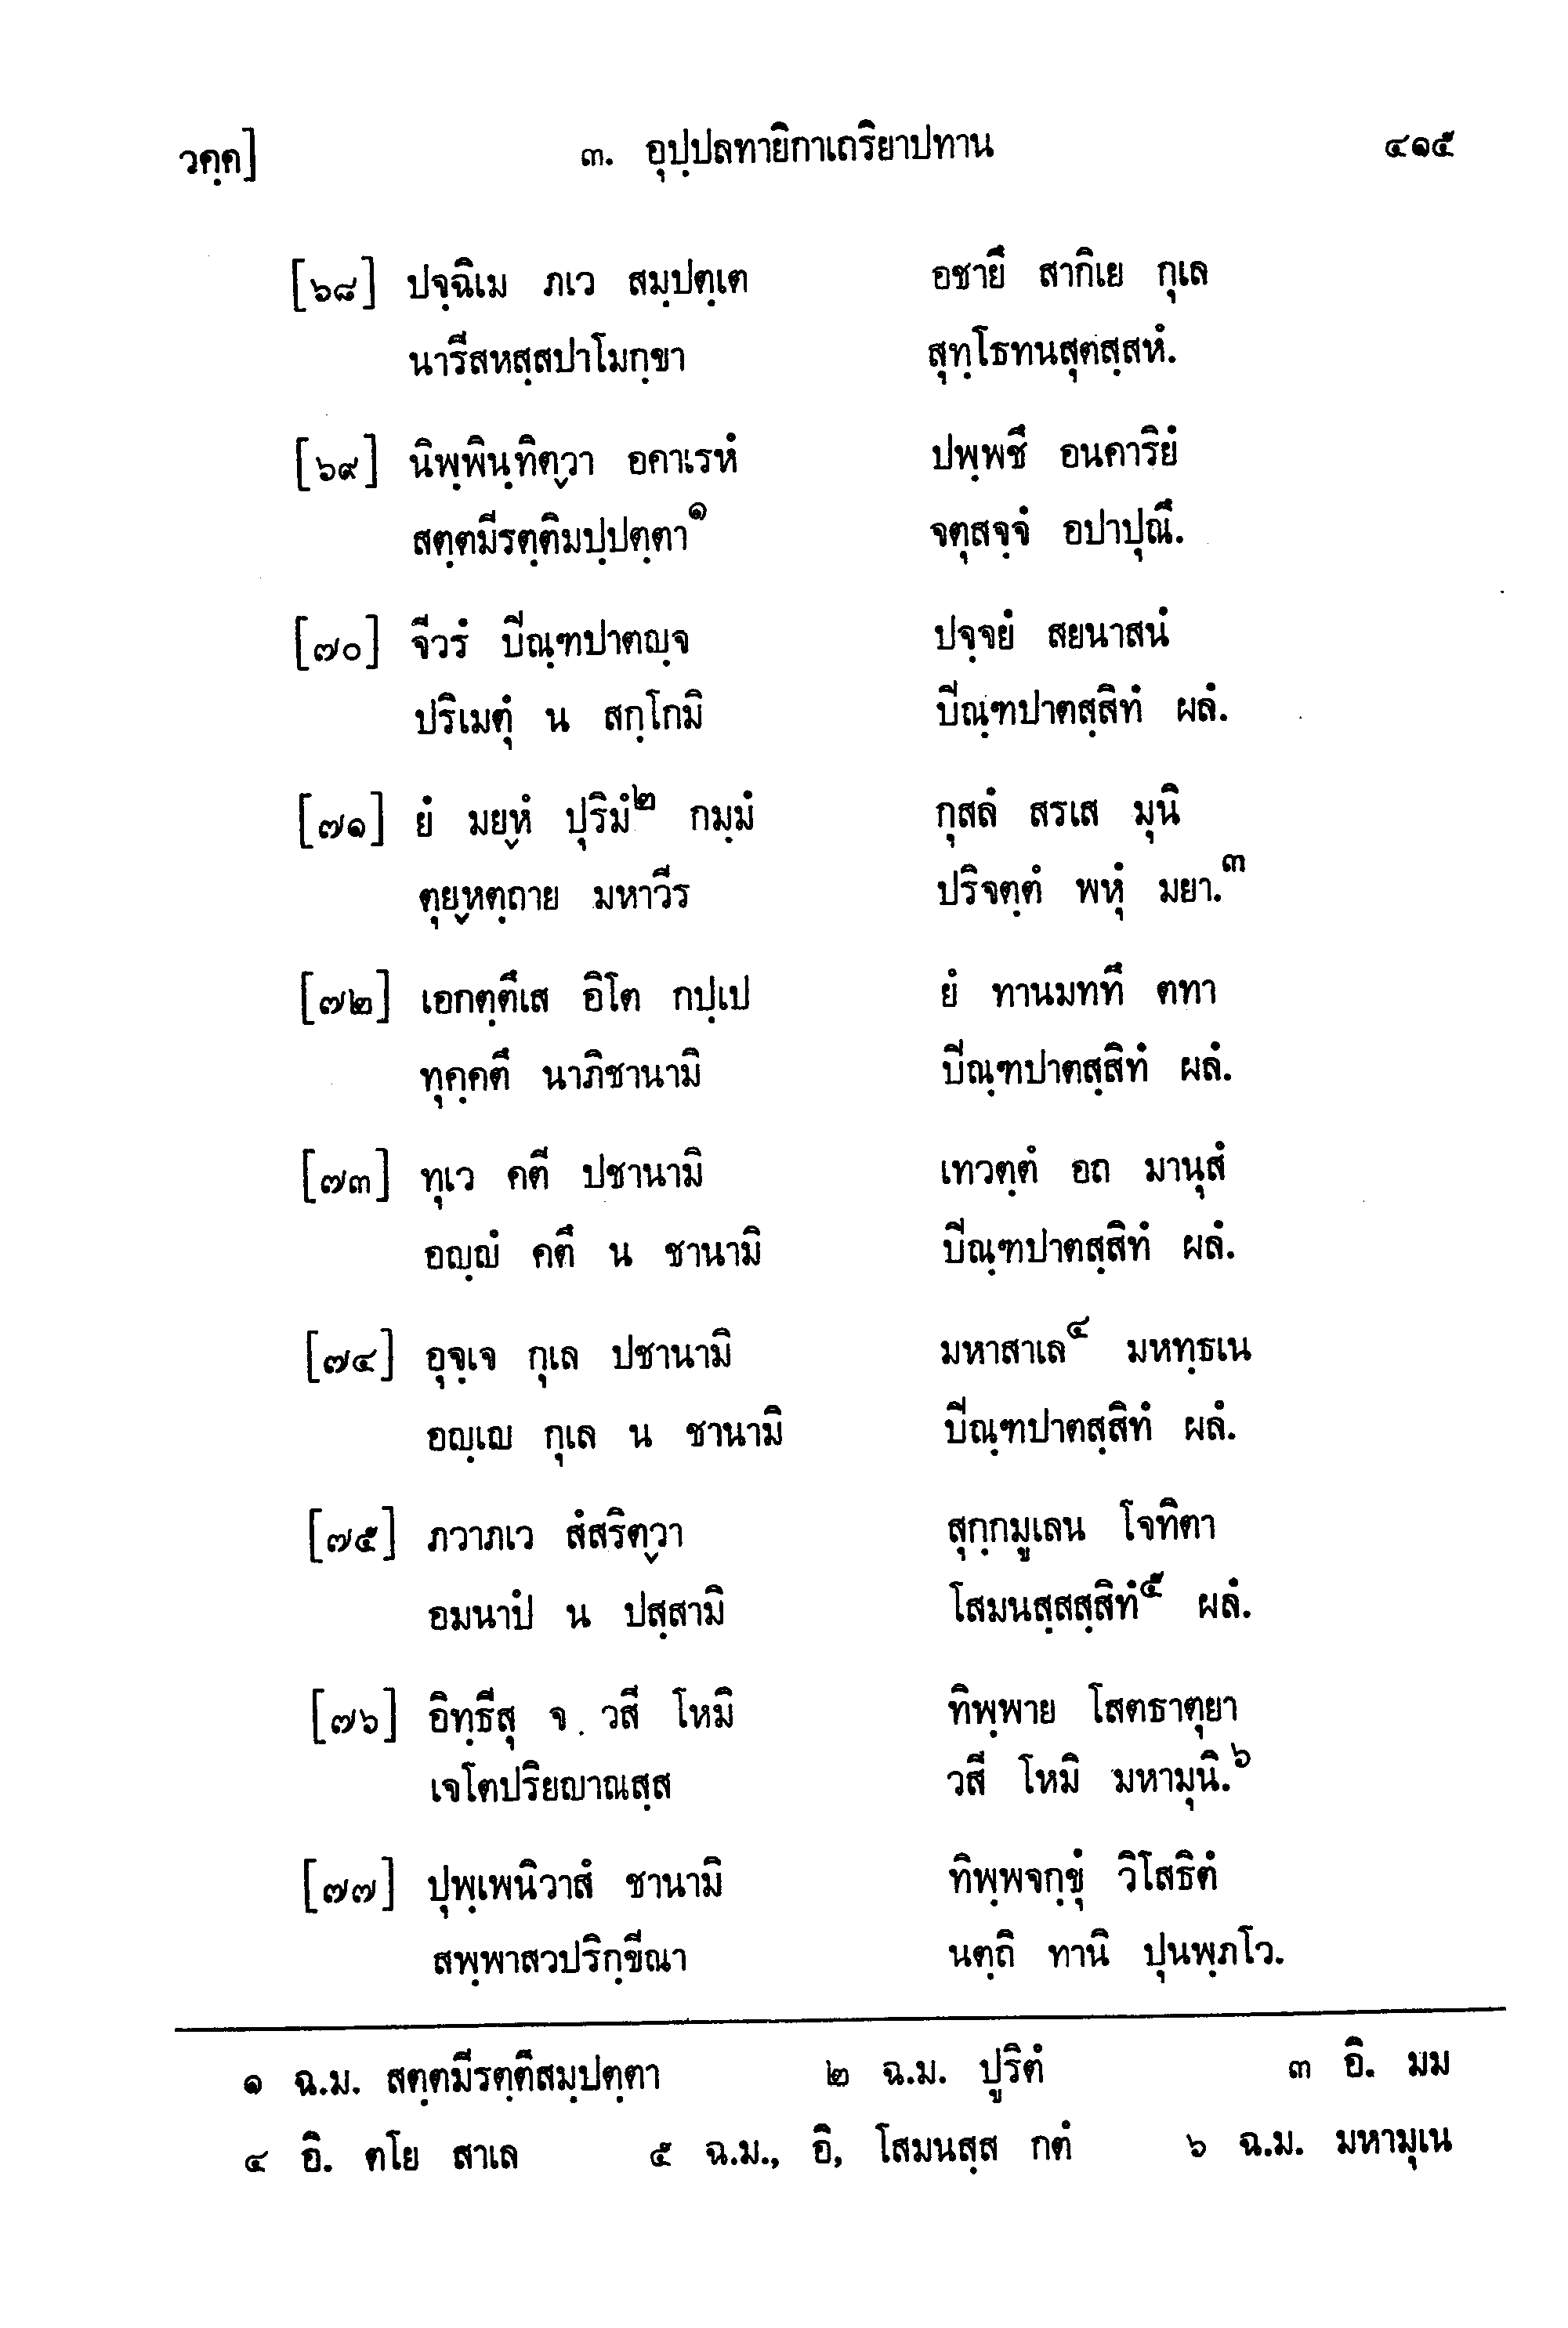 วคฺค] ๓. อุปฺปลทายิกาเถริยาปทาน ๔๑๕
[๖๘] ปจฺฉิเม ภเว สมฺปตฺเต อชายึ สากิเย กุเล
นารีสหสฺสปาโมกฺขา สุทฺโธทนสุตสฺสหํ.
[๖๙] นิพฺพินฺทิตฺวา อคาเรหํ ปพฺพชึ อนคาริยํ
สตฺตมีรตฺติมปฺปตฺตา๑ จตุสจฺจํ อปาปุณึ.
[๗๐] จีวรํ ปิณฺฑปาตญฺจ ปจฺจยํ สยนาสนํ
ปริเมตุํ น สกฺโกมิ ปิณฺฑปาตสฺสิทํ ผลํ.
[๗๑] ยํ มยฺหํ ปุริมํ๒ กมฺมํ กุสลํ สรเส มุนิ
ตุยฺหตฺถาย มหาวีร ปริจตฺตํ พหุํ มยา.๓
[๗๒] เอกตฺตึเส อิโต กปฺเป ยํ ทานมททึ ตทา
ทุคฺคตึ นาภิชานามิ ปิณฺฑปาตสฺสิทํ ผลํ.
[๗๓] ทุเว คตี ปชานามิ เทวตฺตํ อถ มานุสํ
อญฺญํ คตึ น ชานามิ ปิณฺฑปาตสฺสิทํ ผลํ.
[๗๔] อุจฺเจ กุเล ปชานามิ มหาสาเล๔ มหทฺธเน
อญฺเญ กุเล น ชานามิ ปิณฺฑปาตสฺสิทํ ผลํ.
[๗๕] ภวาภเว สํสริตฺวา สุกฺกมูเลน โจทิตา
อมนาปํ น ปสฺสามิ โสมนสฺสสฺสิทํ๕ ผลํ.
[๗๖] อิทฺธีสุ จ วสี โหมิ ทิพฺพาย โสตธาตุยา
เจโตปริยญาณสฺส วสี โหมิ มหามุนิ.๖
[๗๗] ปุพฺเพนิวาสํ ชานามิ ทิพฺพจกฺขุํ วิโสธิตํ
สพฺพาสวปริกฺขีณา นตฺถิ ทานิ ปุนพฺภโว.
๑ ฉ.ม. สตฺตมีรตฺตึสมฺปตฺตา ๒ ฉ.ม. ปูริตํ ๓ อิ. มม
๔ อิ. ตโย สาเล ๕ ฉ.ม., อิ, โสมนสฺส กตํ ๖ ฉ.ม. มหามุเน